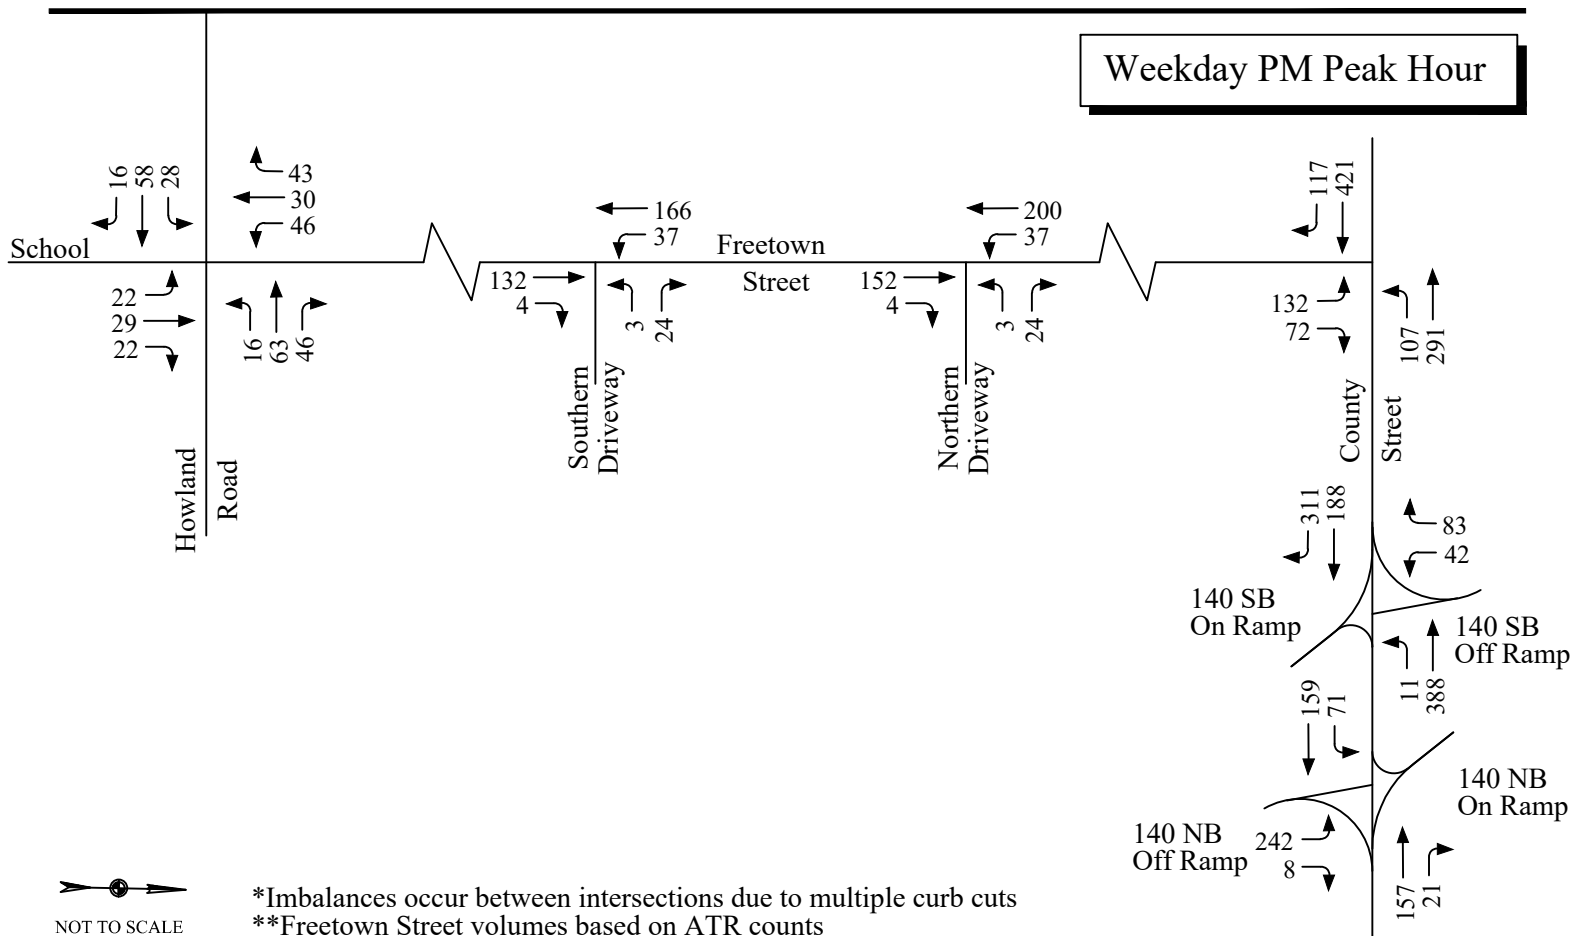 Weekday PM Peak Hour
16
58
28
43
30
46
School
22
29
22
16
63
46
Howland
Road
166
37
132
4
3
24
Southern
Driveway
Freetown
Street
200
37
152
4
3
24
Northern
Driveway
117
421
132
72
107
291
County
Street
311
188
83
42
140 SB
On Ramp
140 SB
Off Ramp
11
388
159
71
140 NB
On Ramp
140 NB
Off Ramp
242
8
157
21
NOT TO SCALE
*Imbalances occur between intersections due to multiple curb cuts
**Freetown Street volumes based on ATR counts